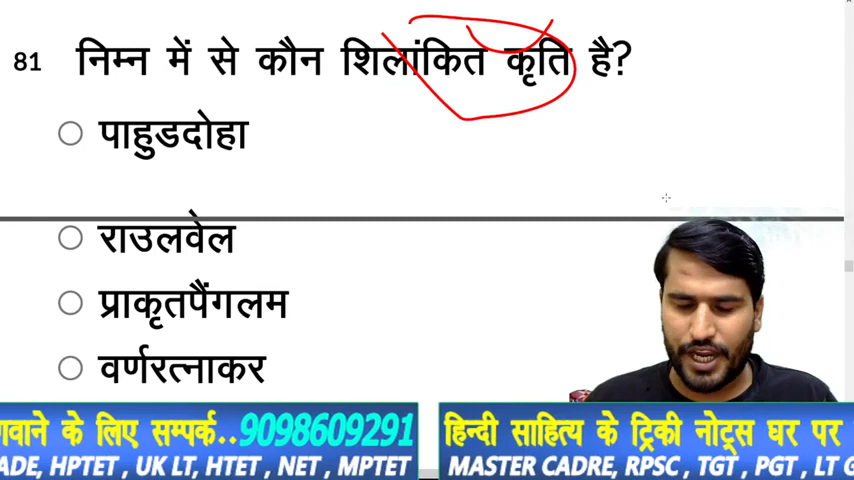 81 निम्न में से कौन शिलांकित कृति है?
पाहुडदोहा
राउलवेल
प्राकृतपैंगलम
वर्णरत्नाकर
गवाने के लिए सम्पर्क..9098609291
ADE, HPTET , UK LT, HTET , NET , MPTET
हिन्दी साहित्य के ट्रिकी नोट्स घर पर
MASTER CADRE, RPSC , TGT , PGT , LT G